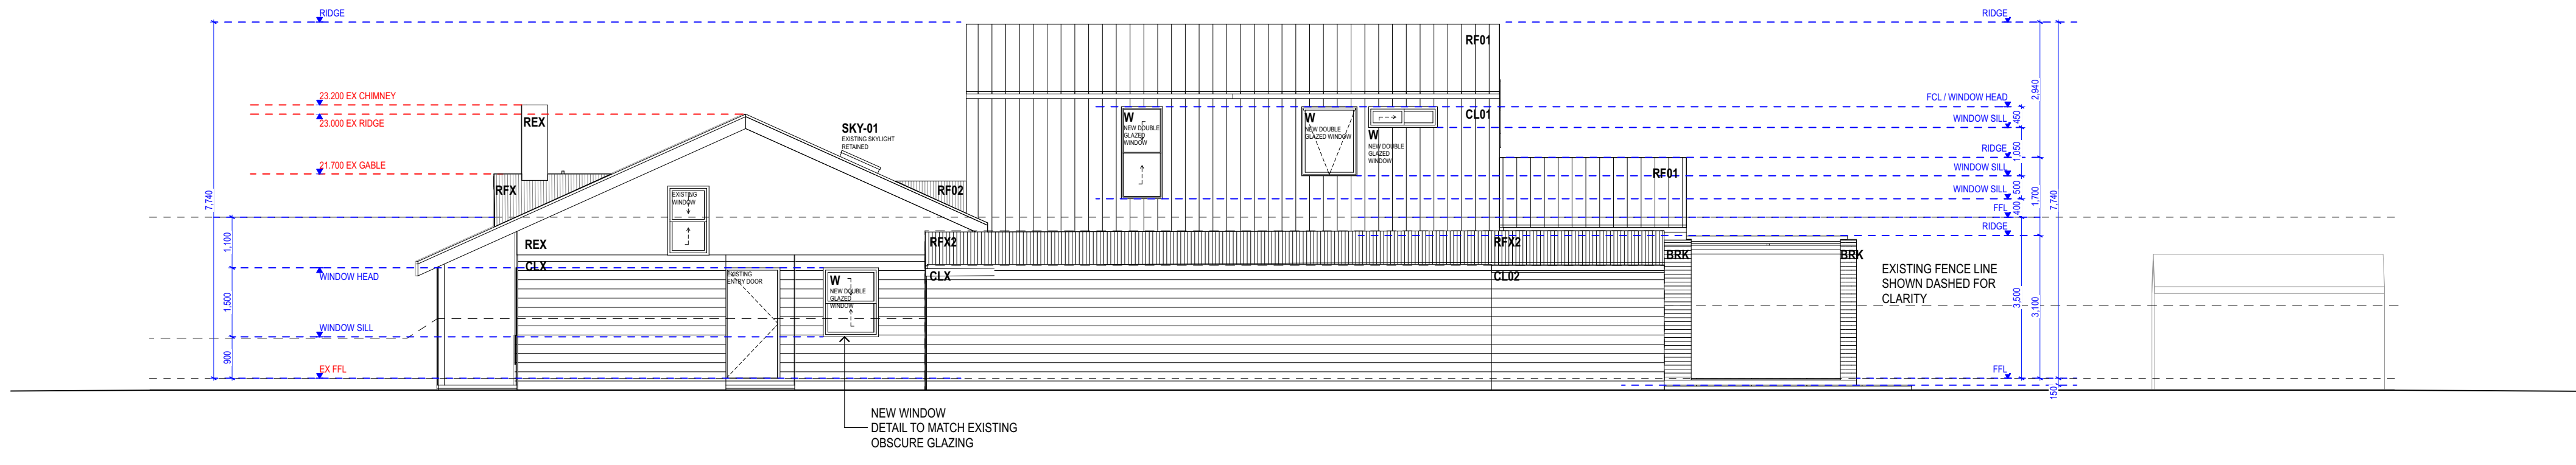 RIDGE
RIDGE
RF01
23.200 EX CHIMNEY
23.000 EX RIDGE
REX
SKY-01
EXISTING SKYLIGHT
RETAINED
W
NEW DOUBLE
GLAZED
WINDOW
W
NEW DOUBLE
GLAZED WINDOW
W
NEW DOUBLE
GLAZED
WINDOW
CL01
FCL / WINDOW HEAD
WINDOW SILL
RIDGE
WINDOW SILL
WINDOW SILL
FFL
RIDGE
2,940
450
1,050
500
400
1,700
7,740
21.700 EX GABLE
RFX
RF02
RF01
7,740
EXISTING
WINDOW
1,100
REX
CLX
RFX2
CLX
RFX2
CL02
BRK
BRK
EXISTING FENCE LINE
SHOWN DASHED FOR
CLARITY
WINDOW HEAD
EXISTING
ENTRY DOOR
W
NEW DOUBLE
GLAZED
WINDOW
1,500
3,500
3,100
WINDOW SILL
900
EX FFL
FFL
150
NEW WINDOW
DETAIL TO MATCH EXISTING
OBSCURE GLAZING